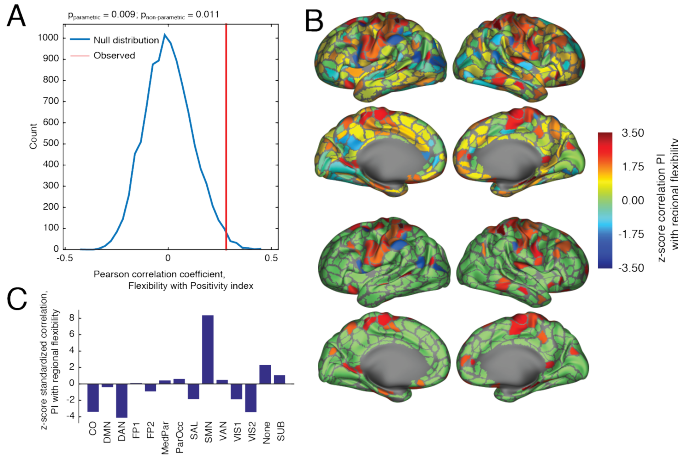 A
p parametric = 0.009; p non-parametric = 0.011
Null distribution
Observed
1000
900
800
700
600
500
400
300
200
100
0
Count
-0.5
0
0.5
Pearson correlation coefficient,
Flexibility with Positivity index
B
3.50
1.75
0.00
-1.75
-3.50
z-score correlation PI
with regional flexibility
C
z-score standardized correlation,
PI with regional flexibility
8
6
4
2
0
-2
-4
CO
DMN
DAN
FP1
FP2
MedPar
ParOcc
SAL
SMN
VAN
VIS1
VIS2
None
SUB